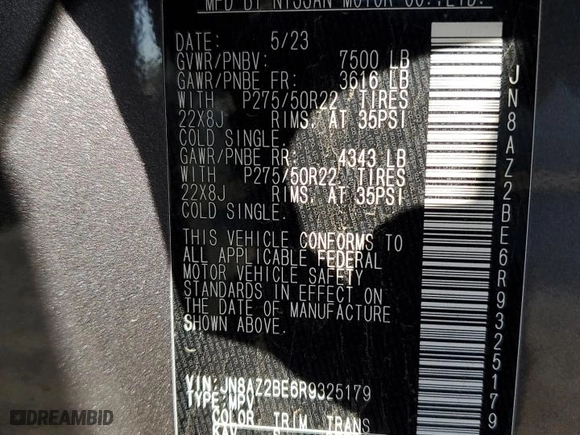 MFD BY NISSAN MOTOR CO.,LTD.
DATE: 5/23
GVWR/PNBV: 7500 LB
GAWR/PNBE FR: 3616 LB
WITH P275/50R22 TIRES
22X8J RIMS, AT 35PSI
COLD SINGLE.
GAWR/PNBE RR: 4343 LB
WITH P275/50R22 TIRES
22X8J RIMS, AT 35PSI
COLD SINGLE.
THIS VEHICLE CONFORMS TO
ALL APPLICABLE FEDERAL
MOTOR VEHICLE SAFETY
STANDARDS IN EFFECT ON
THE DATE OF MANUFACTURE
SHOWN ABOVE.
VIN:JN8AZ2BE6R9325179
TYPE:MPV
COLOR TRIM TRANS
KAV
JN8AZ2BE6R9325179
DREAMBID